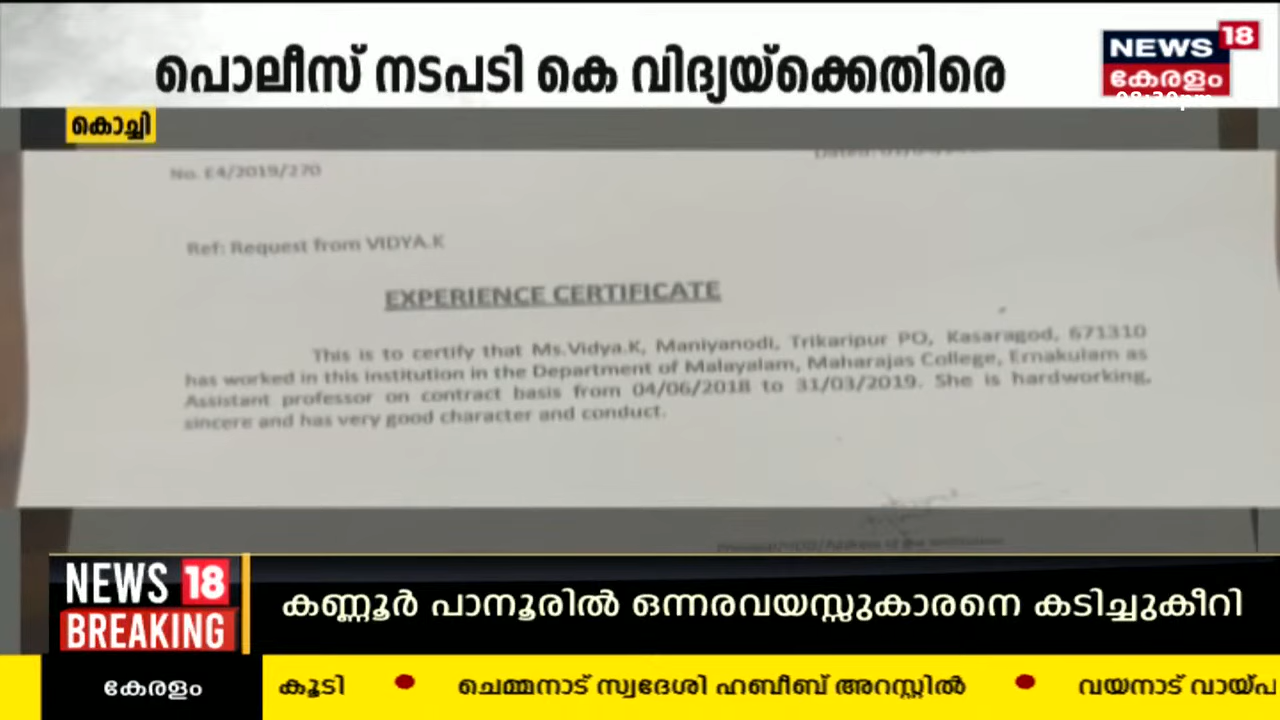 പൊലീസ് നടപടി കെ വിദ്യയ്ക്കെതിരെ
NEWS 18
കേരളം
കൊച്ചി
No. E4/2019/270
Ref: Request from VIDYA.K
EXPERIENCE CERTIFICATE
This is to certify that Ms.Vidya.K, Maniyanodi, Trikaripur PO, Kasaragod, 671310
has worked in this institution in the Department of Malayalam, Maharajas College, Ernakulam as
Assistant professor on contract basis from 04/06/2018 to 31/03/2019. She is hardworking,
sincere and has very good character and conduct.
NEWS 18
BREAKING
കണ്ണൂർ പാനൂരിൽ ഒന്നരവയസ്സുകാരനെ കടിച്ചുകീറി
കേരളം
കൂടി • ചെമ്മനാട് സ്വദേശി ഹബീബ് അറസ്റ്റിൽ • വയനാട് വായ്പ